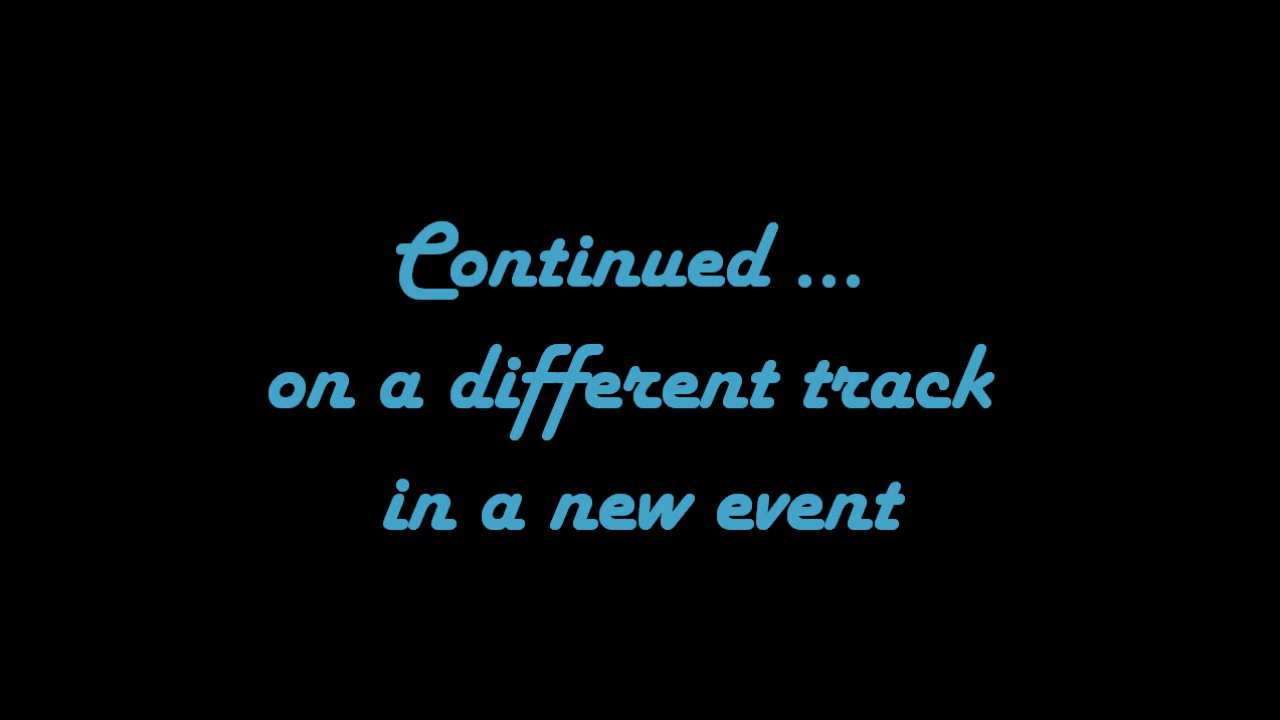 Continued ...
on a different track
in a new event